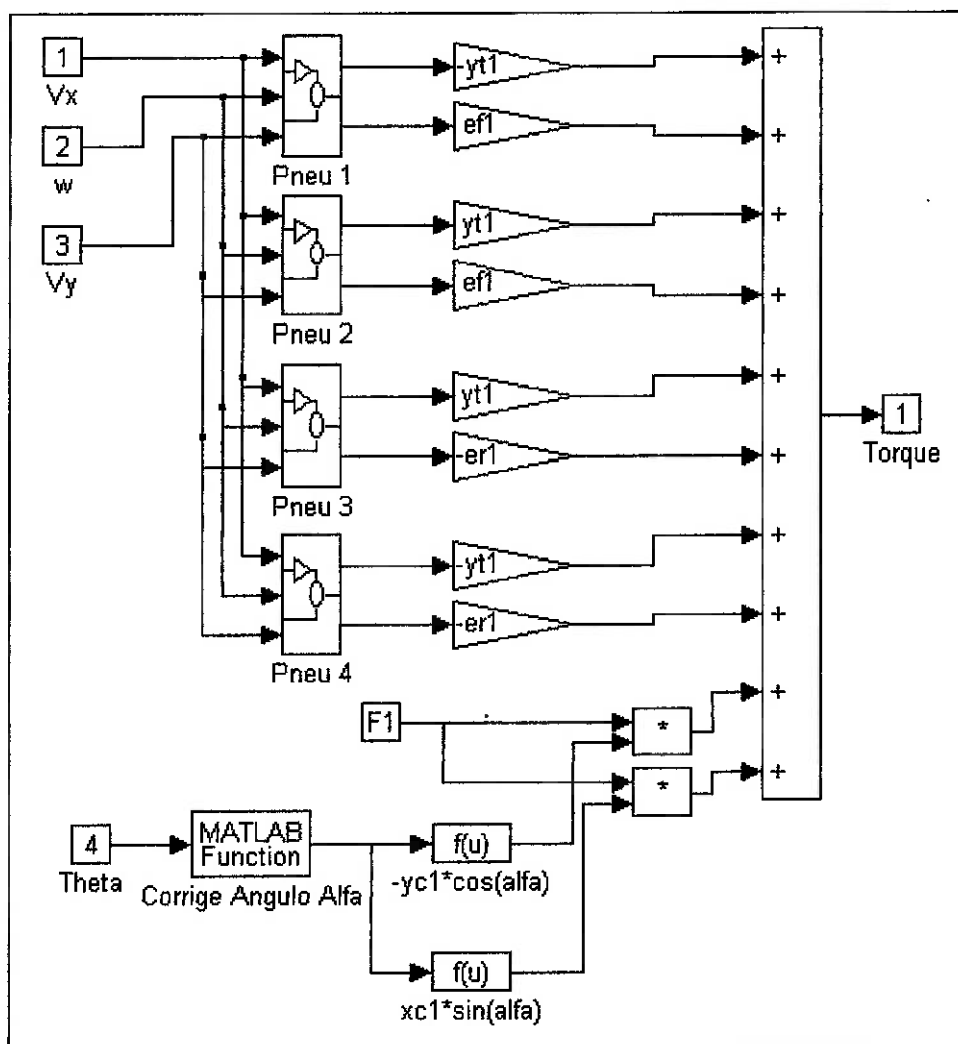 1
Vx
2
w
3
Vy
Pneu 1
-yt1
ef1
Pneu 2
yt1
ef1
Pneu 3
yt1
-er1
Pneu 4
-yt1
-er1
+
+
+
+
+
+
+
+
+
+
1
Torque
F1
*
*
4
Theta
MATLAB
Function
Corrige Angulo Alfa
f(u)
-yc1*cos(alfa)
f(u)
xc1*sin(alfa)